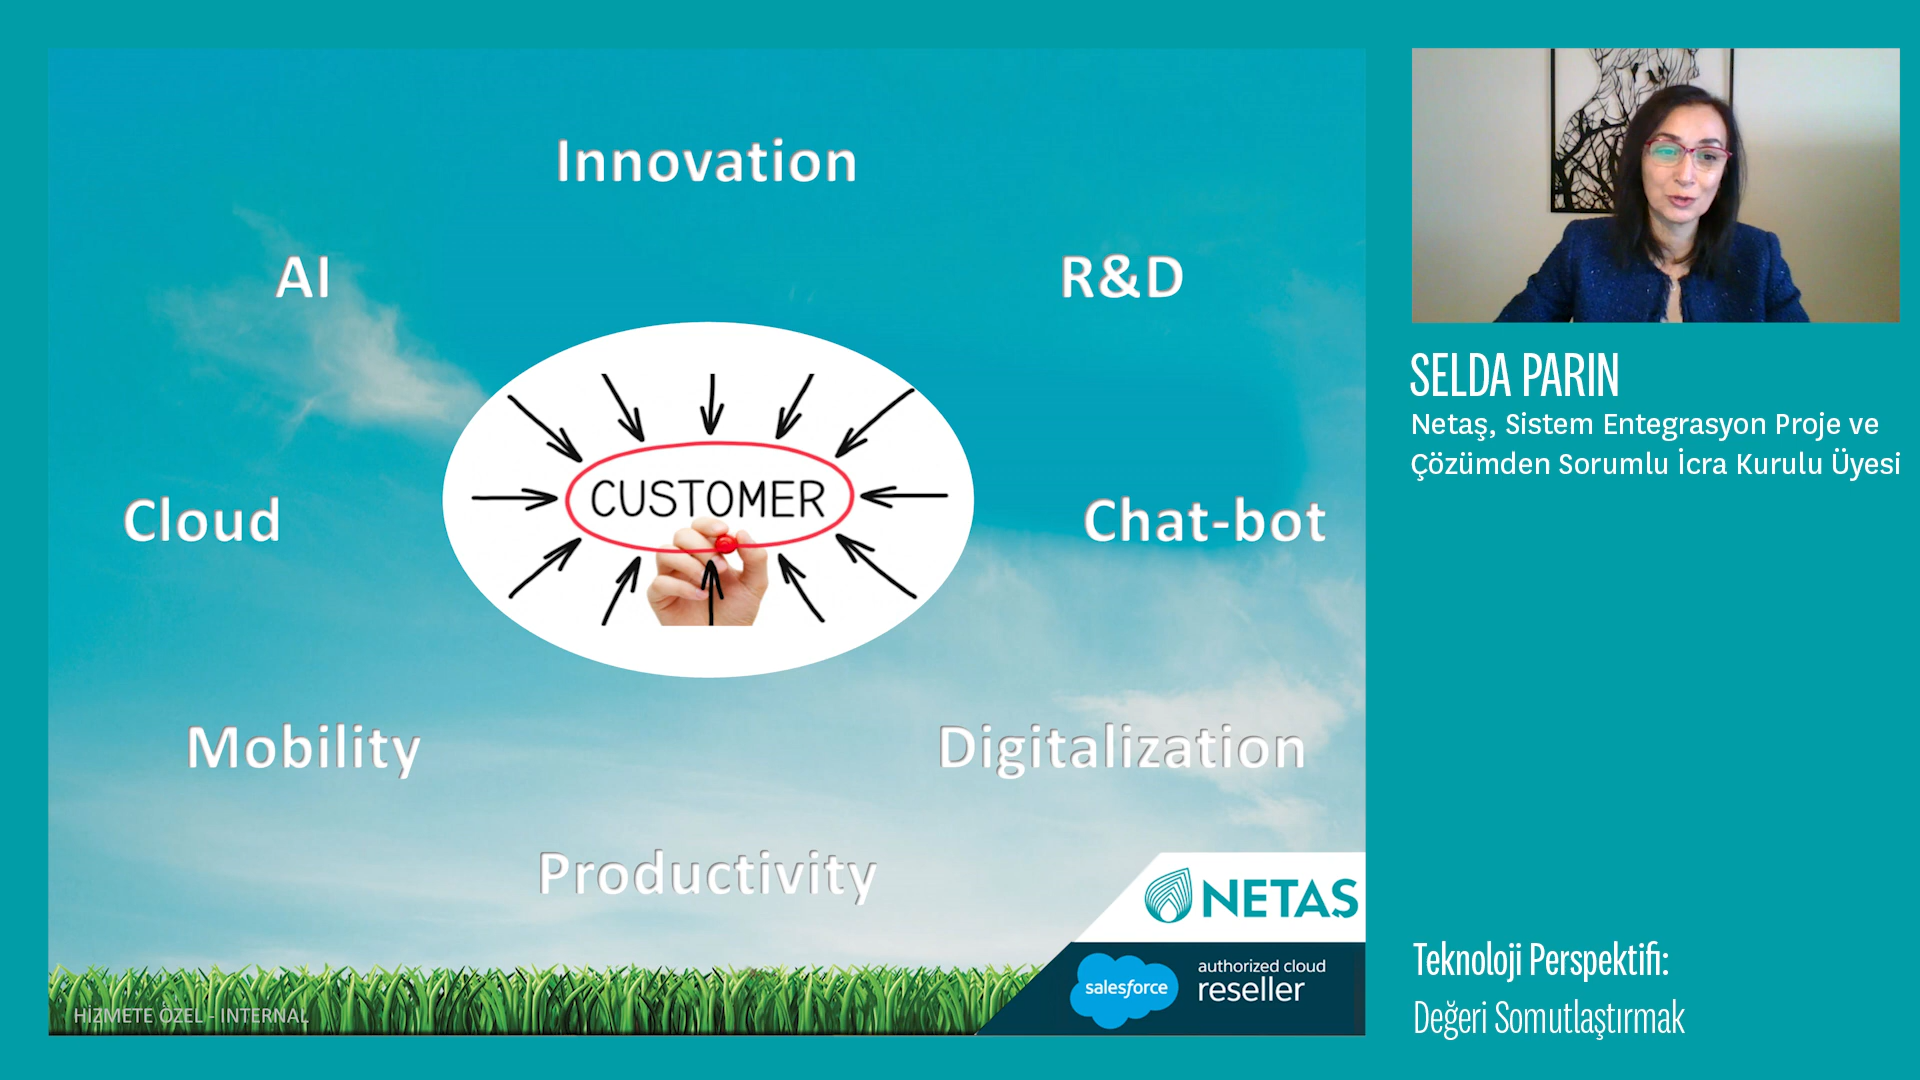 Innovation
AI
R&D
CUSTOMER
Cloud
Chat-bot
Mobility
Digitalization
Productivity
NETAŞ
salesforce
authorized cloud
reseller
HİZMETE ÖZEL - INTERNAL
SELDA PARIN
Netaş, Sistem Entegrasyon Proje ve
Çözümden Sorumlu İcra Kurulu Üyesi
Teknoloji Perspektifi:
Değeri Somutlaştırmak